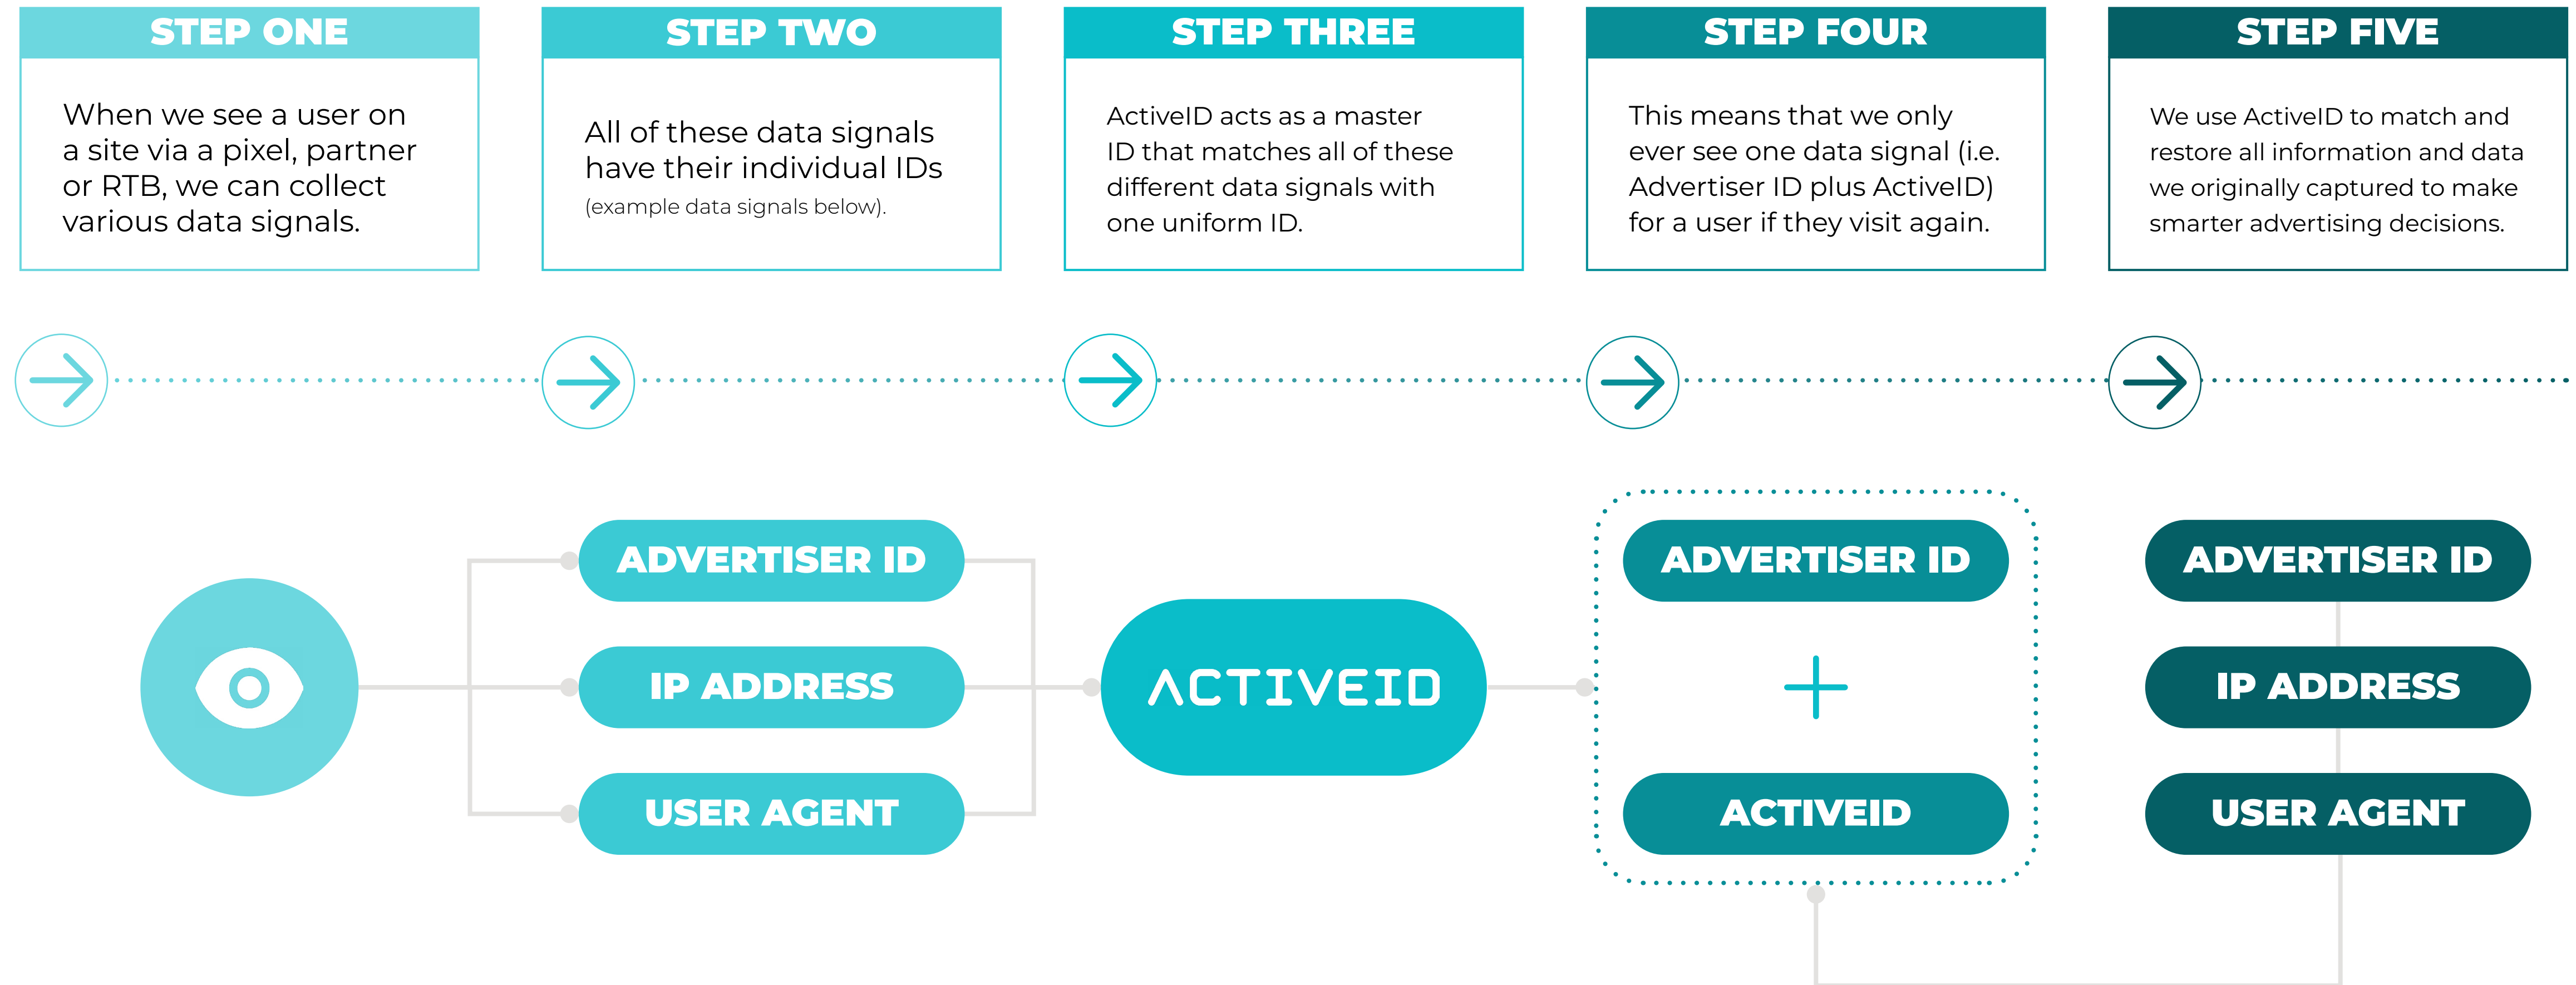 STEP ONE
When we see a user on
a site via a pixel, partner
or RTB, we can collect
various data signals.
STEP TWO
All of these data signals
have their individual IDs
(example data signals below).
STEP THREE
ActiveID acts as a master
ID that matches all of these
different data signals with
one uniform ID.
STEP FOUR
This means that we only
ever see one data signal (i.e.
Advertiser ID plus ActiveID)
for a user if they visit again.
STEP FIVE
We use ActiveID to match and
restore all information and data
we originally captured to make
smarter advertising decisions.
ADVERTISER ID
IP ADDRESS
USER AGENT
ACTIVEID
ADVERTISER ID
+
ACTIVEID
ADVERTISER ID
IP ADDRESS
USER AGENT